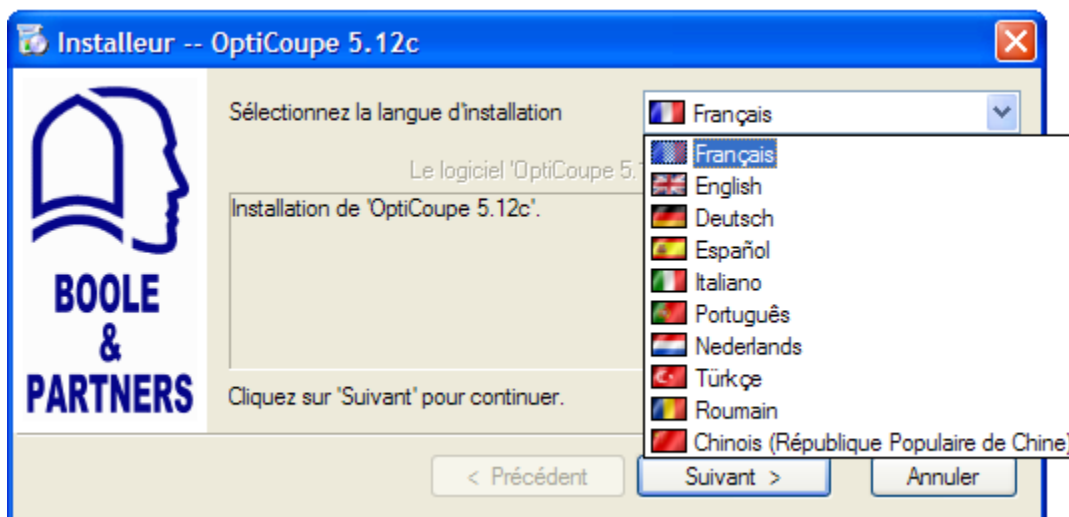 Installeur -- OptiCoupe 5.12c
Sélectionnez la langue d'installation
Français
Le logiciel 'OptiCoupe 5.
Installation de 'OptiCoupe 5.12c'.
Français
English
Deutsch
Español
Italiano
Português
Nederlands
Türkçe
Roumain
Chinois (République Populaire de Chine)
BOOLE
&
PARTNERS
Cliquez sur 'Suivant' pour continuer.
< Précédent
Suivant >
Annuler